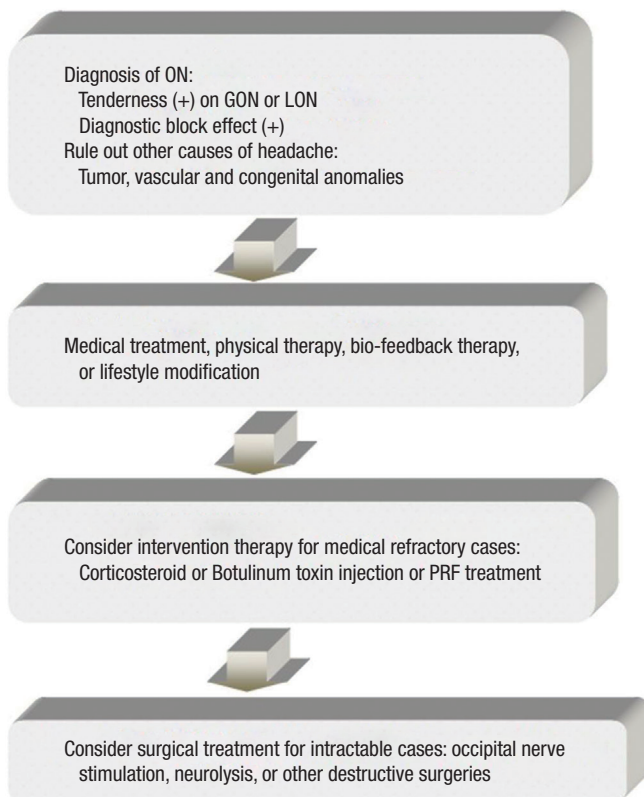 Diagnosis of ON:
Tenderness (+) on GON or LON
Diagnostic block effect (+)
Rule out other causes of headache:
Tumor, vascular and congenital anomalies
Medical treatment, physical therapy, bio-feedback therapy,
or lifestyle modification
Consider intervention therapy for medical refractory cases:
Corticosteroid or Botulinum toxin injection or PRF treatment
Consider surgical treatment for intractable cases: occipital nerve
stimulation, neurolysis, or other destructive surgeries